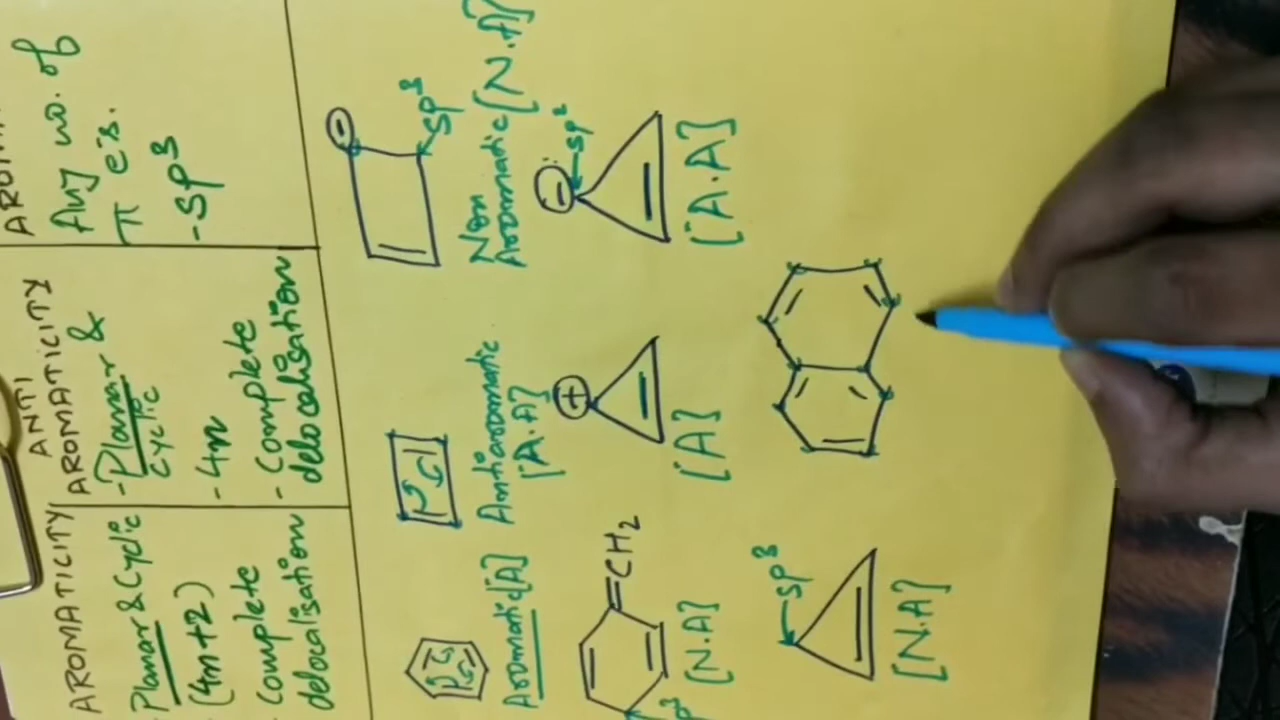 AROMATICITY
- Planar & Cyclic
(4n+2)
- complete
delocalisation
ANTI
AROMATICITY
- Planar &
cyclic
- 4n
- complete
delocalisation
Any no. of
π es.
- sp3
Aromatic[A]
Antiaromatic
[A.A]
⊖
sp3
Non
Aromatic [N.A]
=CH2
[N.A]
⊕
[A]
⊖
sp2
[A.A]
sp3
[N.A]